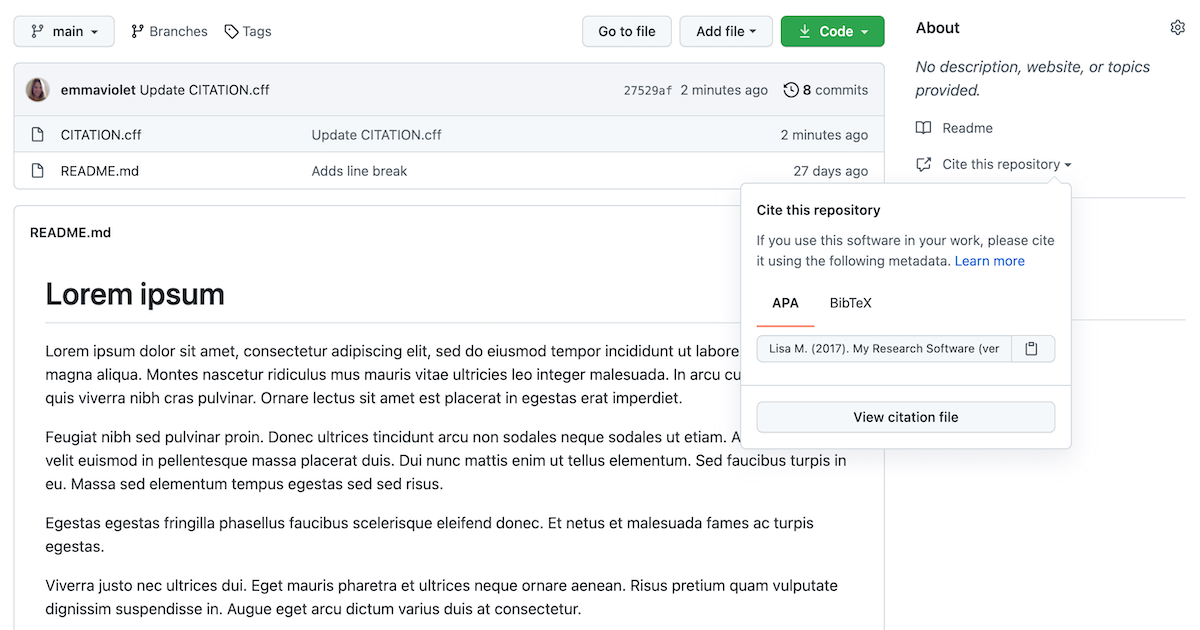 main
Branches
Tags
Go to file
Add file
Code
emmaviolet Update CITATION.cff
27529af 2 minutes ago 8 commits
CITATION.cff Update CITATION.cff 2 minutes ago
README.md Adds line break 27 days ago
About
No description, website, or topics
provided.
Readme
Cite this repository
Cite this repository
If you use this software in your work, please cite
it using the following metadata. Learn more
APA BibTeX
Lisa M. (2017). My Research Software (ver
View citation file
README.md
Lorem ipsum
Lorem ipsum dolor sit amet, consectetur adipiscing elit, sed do eiusmod tempor incididunt ut labore
magna aliqua. Montes nascetur ridiculus mus mauris vitae ultricies leo integer malesuada. In arcu cu
quis viverra nibh cras pulvinar. Ornare lectus sit amet est placerat in egestas erat imperdiet.
Feugiat nibh sed pulvinar proin. Donec ultrices tincidunt arcu non sodales neque sodales ut etiam. A
velit euismod in pellentesque massa placerat duis. Dui nunc mattis enim ut tellus elementum. Sed faucibus turpis in
eu. Massa sed elementum tempus egestas sed sed risus.
Egestas egestas fringilla phasellus faucibus scelerisque eleifend donec. Et netus et malesuada fames ac turpis
egestas.
Viverra justo nec ultrices dui. Eget mauris pharetra et ultrices neque ornare aenean. Risus pretium quam vulputate
dignissim suspendisse in. Augue eget arcu dictum varius duis at consectetur.